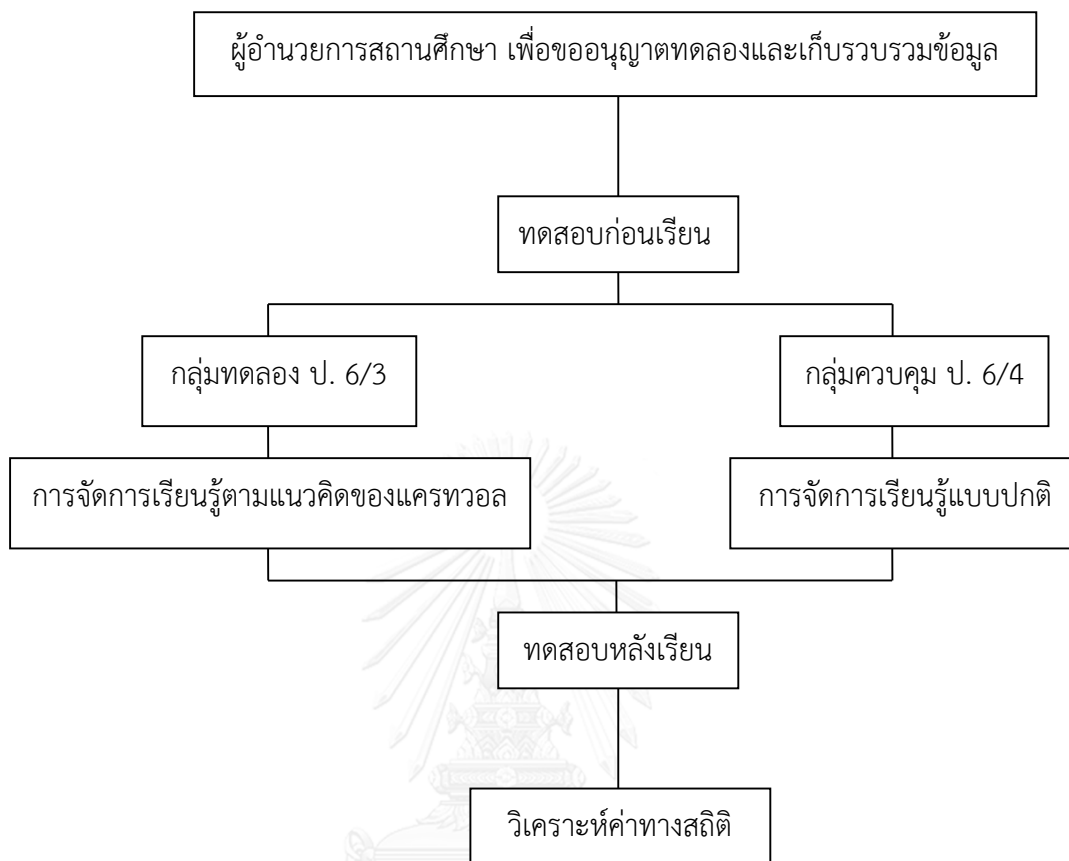 ผู้อำนวยการสถานศึกษา เพื่อขออนุญาตทดลองและเก็บรวบรวมข้อมูล
ทดสอบก่อนเรียน
กลุ่มทดลอง ป. 6/3
กลุ่มควบคุม ป. 6/4
การจัดการเรียนรู้ตามแนวคิดของแครทวอล
การจัดการเรียนรู้แบบปกติ
ทดสอบหลังเรียน
วิเคราะห์ค่าทางสถิติ